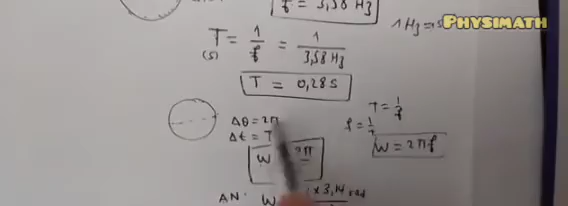 f = 3,58 Hz
1 Hz = 1s
PHYSIMATH
T = 1/f = 1/3,58 Hz
(s)
T = 0,28 s
Δθ = 2π
T = 1/f
Δt = T
f = 1/T
W = 2π
W = 2πf
AN: W × 3,14 rad